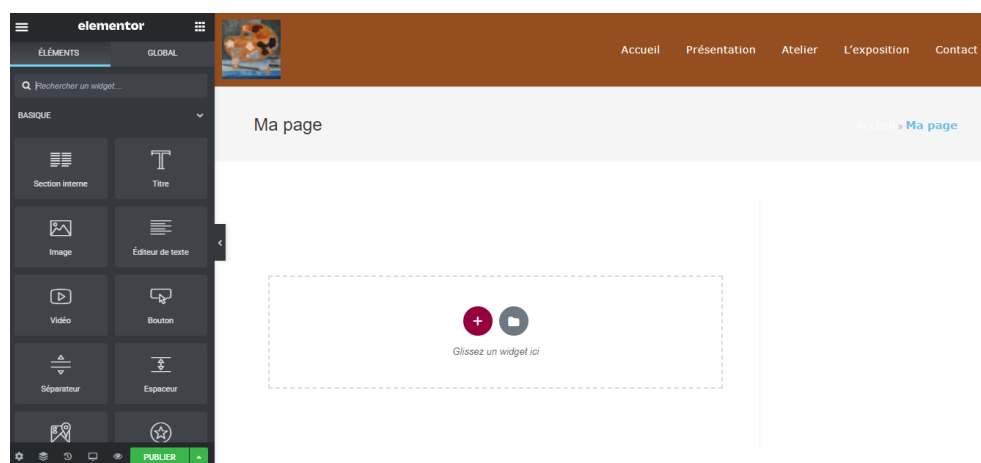 elementor
ÉLÉMENTS GLOBAL
Rechercher un widget...
BASIQUE
Section interne Titre
Image Éditeur de texte
Vidéo Bouton
Séparateur Espaceur
PUBLIER
Accueil Présentation Atelier L'exposition Contact
Ma page
Accueil » Ma page
Glissez un widget ici